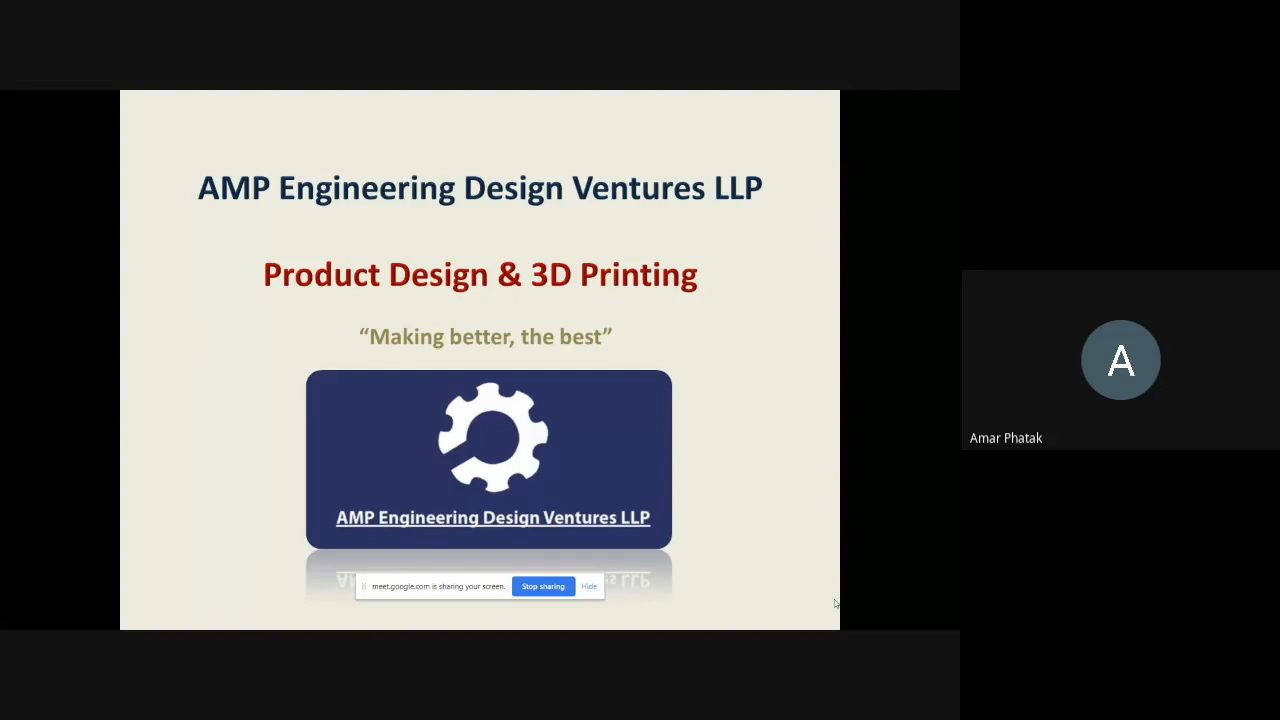 AMP Engineering Design Ventures LLP
Product Design & 3D Printing
“Making better, the best”
AMP Engineering Design Ventures LLP
meet.google.com is sharing your screen. Stop sharing Hide
A
Amar Phatak